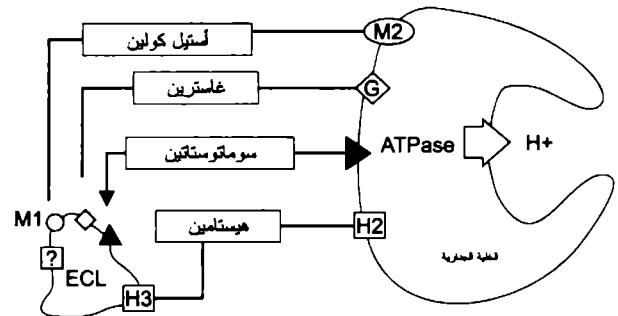 أستيل كولين
M2
غاسترين
G
سوماتوستاتين
ATPase
H+
هيستامين
H2
M1
?
ECL
H3
الخلية الجدارية